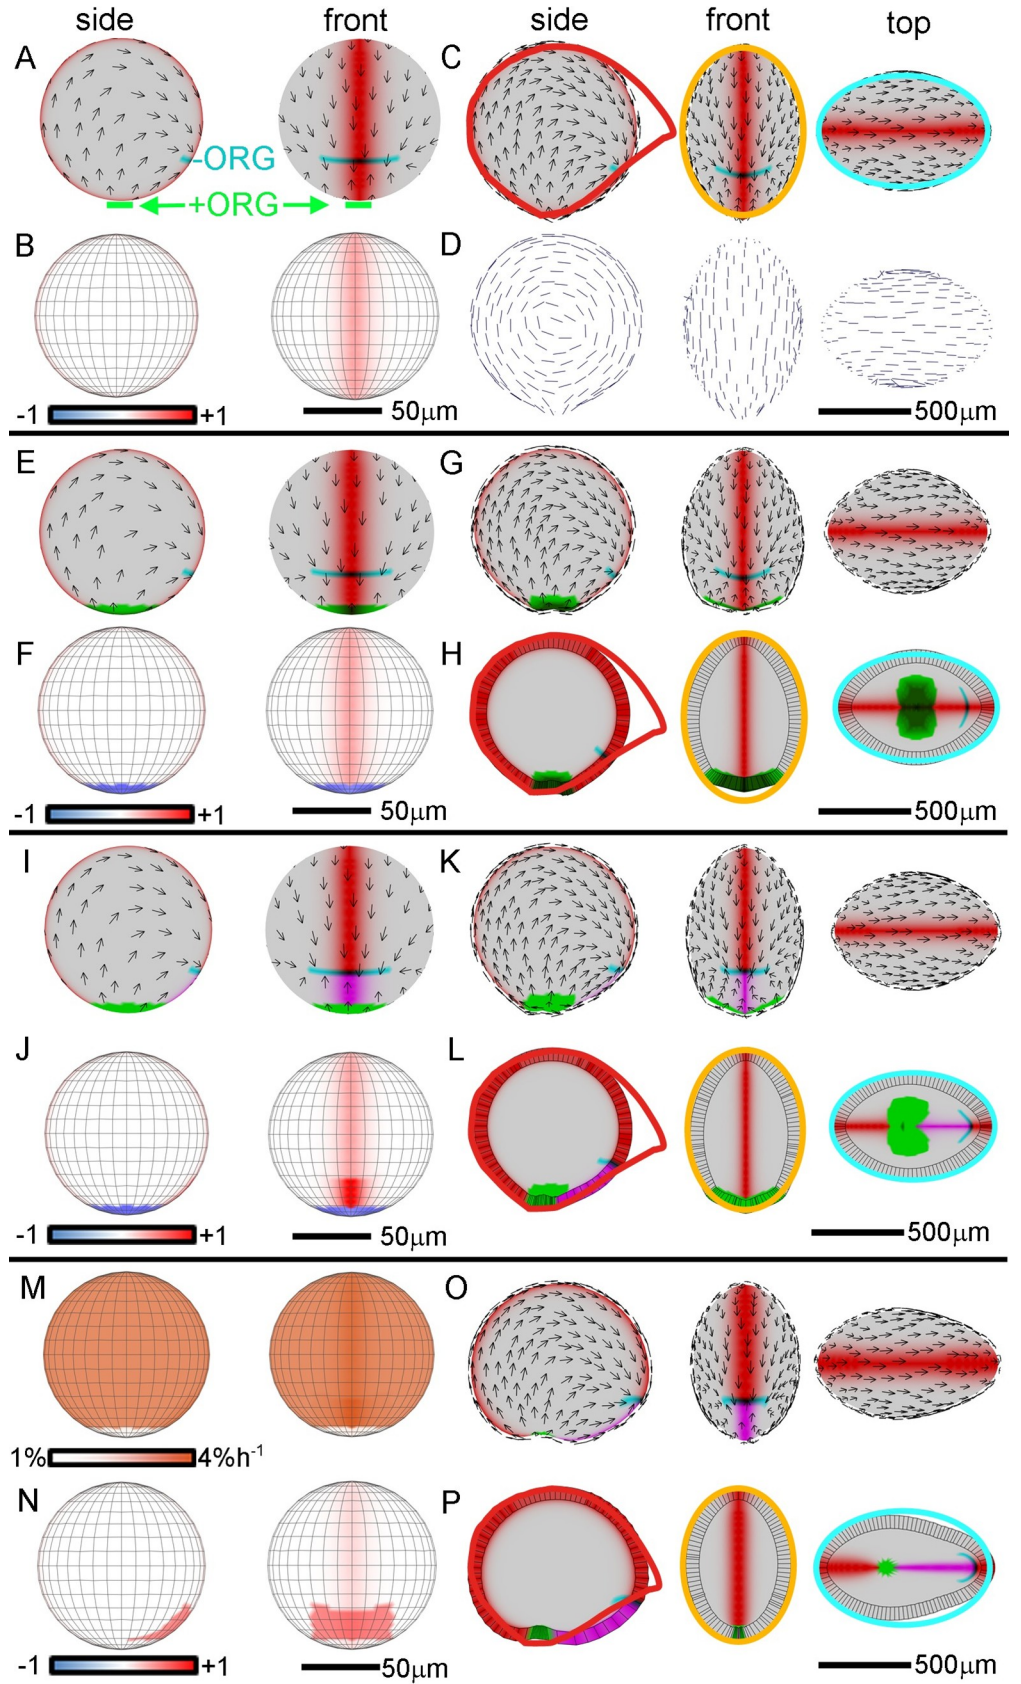 side front side front top
A C
-ORG
+ORG
B D
-1 +1 50μm 500μm
E G
F H
-1 +1 50μm 500μm
I K
J L
-1 +1 50μm 500μm
M O
1% 4%h-1
N P
-1 +1 50μm 500μm